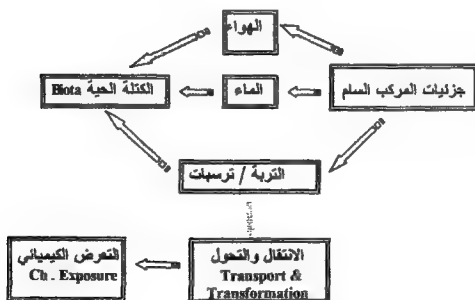 الهواء
جزئيات المركب السام
الماء
الكتلة الحية Biota
التربة / ترسبات
الانتقال والتحول
Transport &
Transformation
التعرض الكيميائي
Ch . Exposure